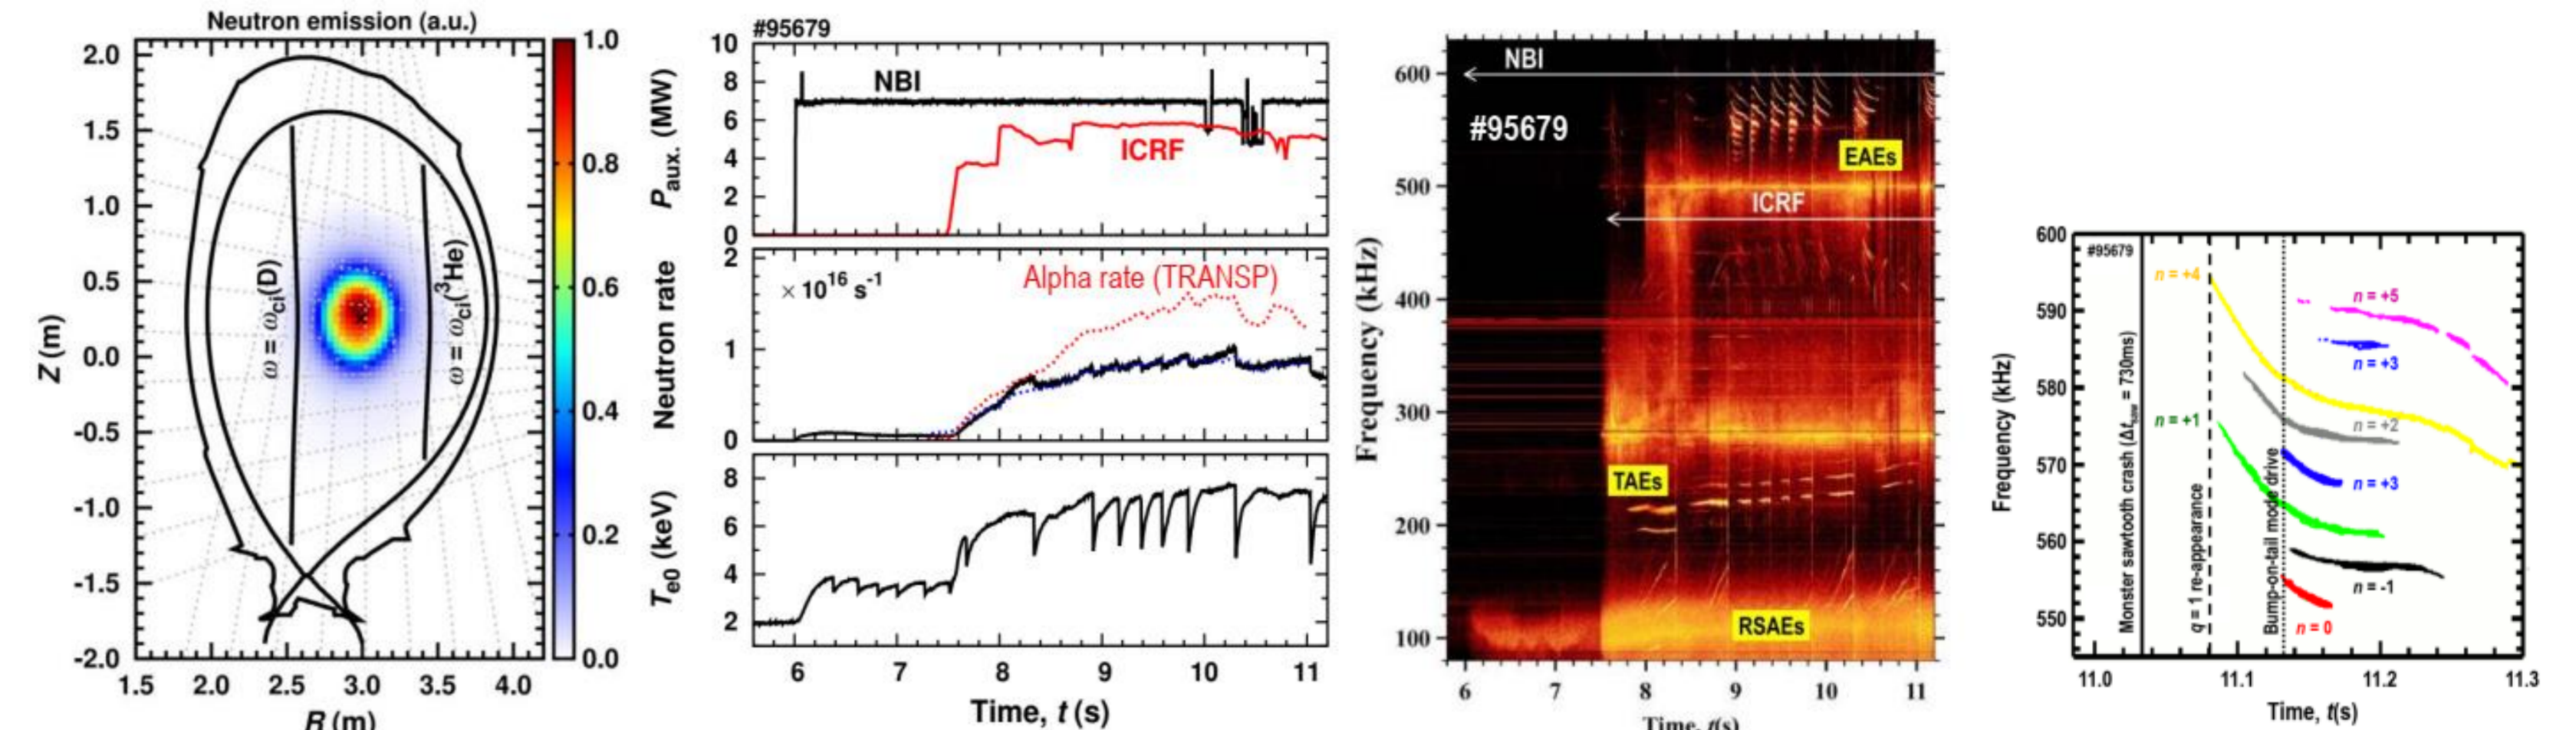 Neutron emission (a.u.)
2.0
1.5
1.0
0.5
0.0
-0.5
-1.0
-1.5
-2.0
Z (m)
1.5 2.0 2.5 3.0 3.5 4.0
R (m)
ω = ωci(D)
ω = ωci(³He)
1.0
0.8
0.6
0.4
0.2
0.0
#95679
10
8
6
4
2
0
Paux. (MW)
NBI
ICRF
2
1
0
Neutron rate
× 10¹⁶ s⁻¹
Alpha rate (TRANSP)
8
6
4
2
Te0 (keV)
6 7 8 9 10 11
Time, t (s)
600
500
400
300
200
100
Frequency (kHz)
NBI
#95679
EAEs
ICRF
TAEs
RSAEs
6 7 8 9 10 11
Time, t(s)
600
590
580
570
560
550
Frequency (kHz)
#95679
n = +4
n = +5
n = +3
n = +1
n = +2
n = +3
n = -1
n = 0
Monster sawtooth crash (Δtsaw = 730ms)
q = 1 re-appearance
Bump-on-tail mode drive
11.0 11.1 11.2 11.3
Time, t(s)